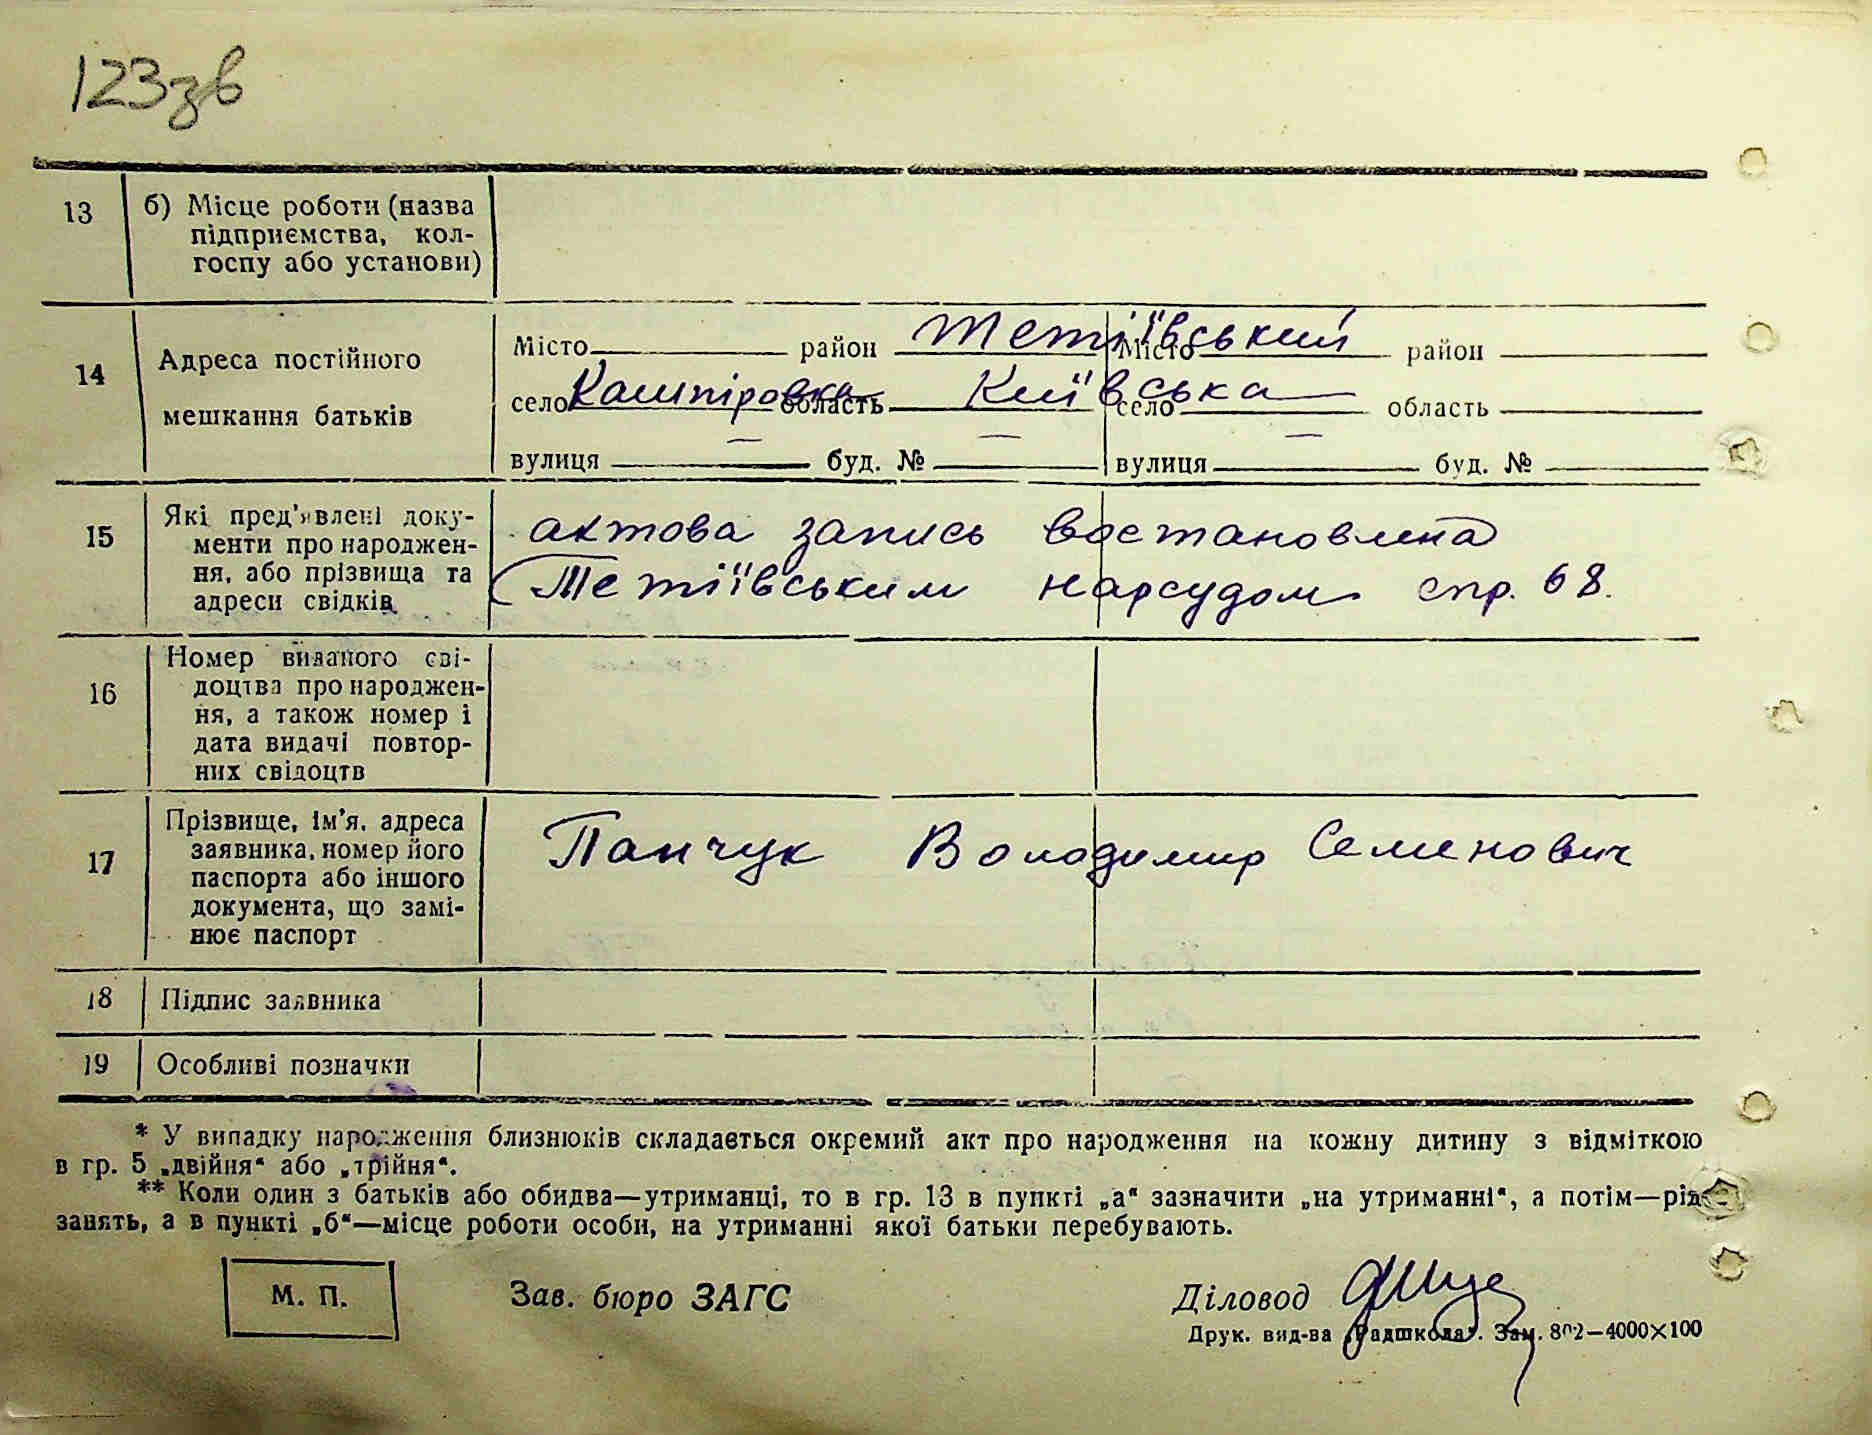 123зв
13 б) Місце роботи (назва
підприємства, кол-
госпу або установи)
14 Адреса постійного
мешкання батьків
Місто район Тетіївський Місто район
село Кашпіровка область Київська село область
вулиця — буд. № — вулиця — буд. №
15 Які пред'явлені доку-
менти про народжен-
ня, або прізвища та
адреси свідків
актова запись востановлена
Тетіївським нарсудом стр. 68.
16 Номер виданого сві-
доцтва про народжен-
ня, а також номер і
дата видачі повтор-
них свідоцтв
17 Прізвище, ім'я, адреса
заявника, номер його
паспорта або іншого
документа, що замі-
нює паспорт
Панчук Володимир Семенович
18 Підпис заявника
19 Особливі позначки
* У випадку народження близнюків складається окремий акт про народження на кожну дитину з відміткою
в гр. 5 „двійня“ або „трійня“.
** Коли один з батьків або обидва—утриманці, то в гр. 13 в пункті „а“ зазначити „на утриманні“, а потім—рід
занять, а в пункті „б“—місце роботи особи, на утриманні якої батьки перебувають.
М. П. Зав. бюро ЗАГС Діловод
Друк. вид-ва „Радшкола“. Зам. 802—4000×100